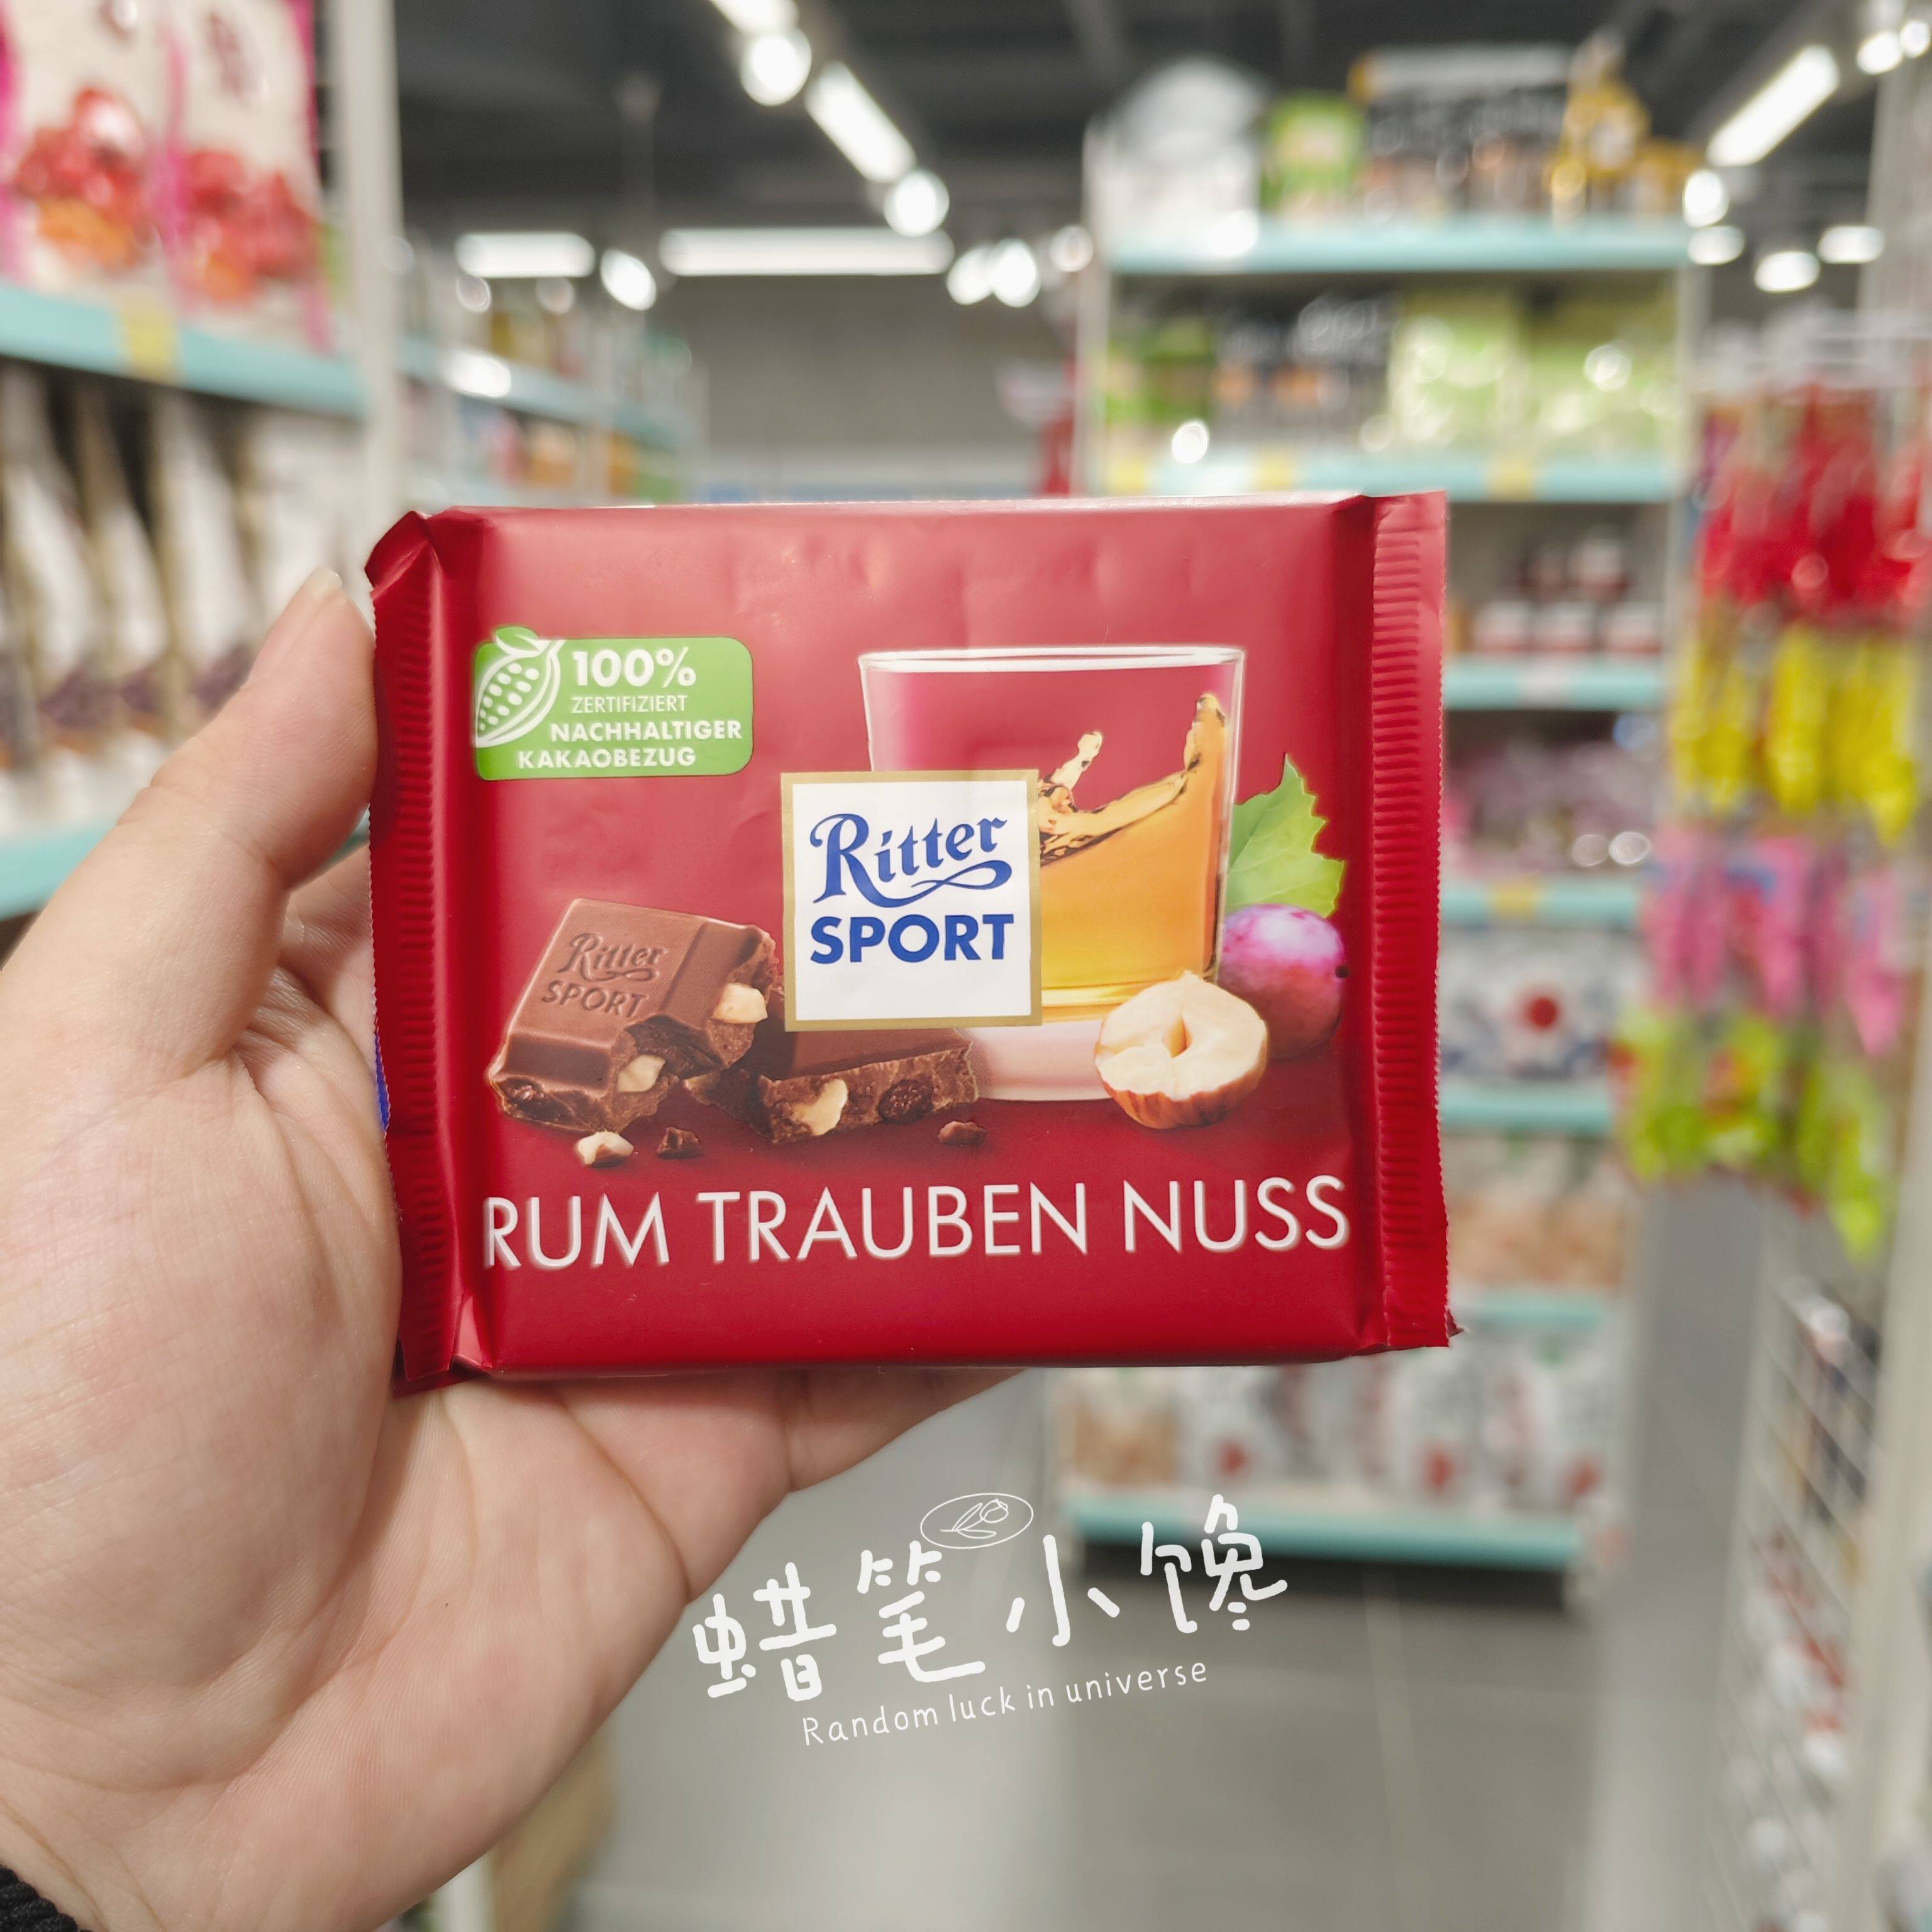 100%
ZERTIFIZIERT
NACHHALTIGER
KAKAOBEZUG
Ritter
SPORT
Ritter
SPORT
RUM TRAUBEN NUSS
蜡笔小馋
Random luck in universe